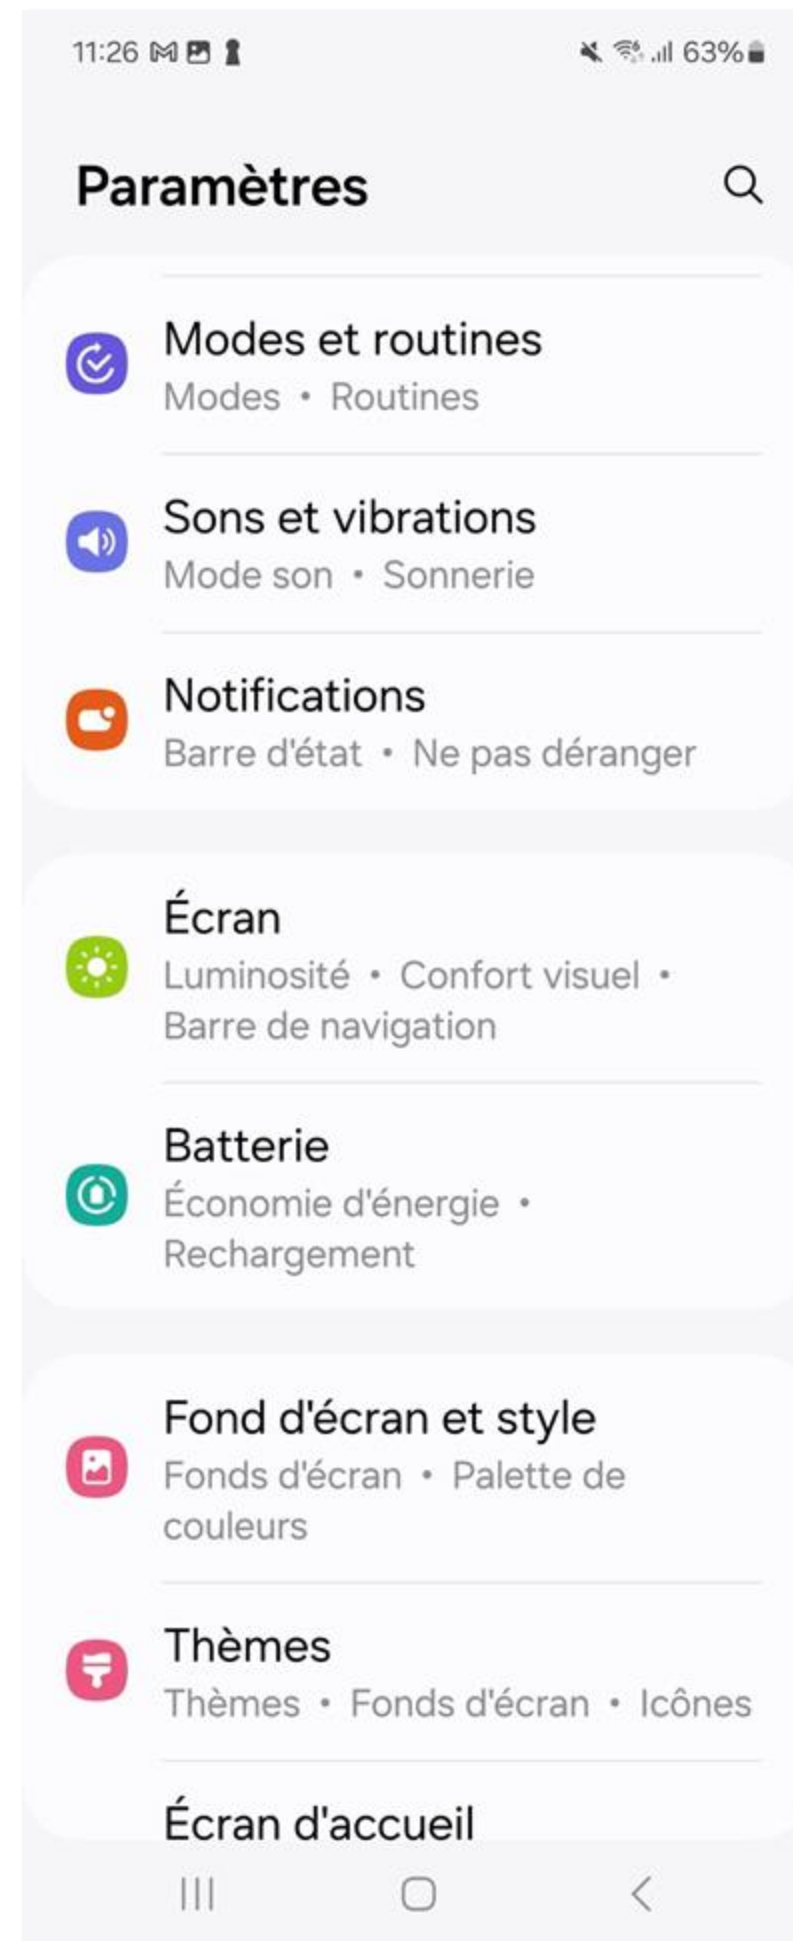 11:26 63%
Paramètres
Modes et routines
Modes • Routines
Sons et vibrations
Mode son • Sonnerie
Notifications
Barre d'état • Ne pas déranger
Écran
Luminosité • Confort visuel •
Barre de navigation
Batterie
Économie d'énergie •
Rechargement
Fond d'écran et style
Fonds d'écran • Palette de
couleurs
Thèmes
Thèmes • Fonds d'écran • Icônes
Écran d'accueil